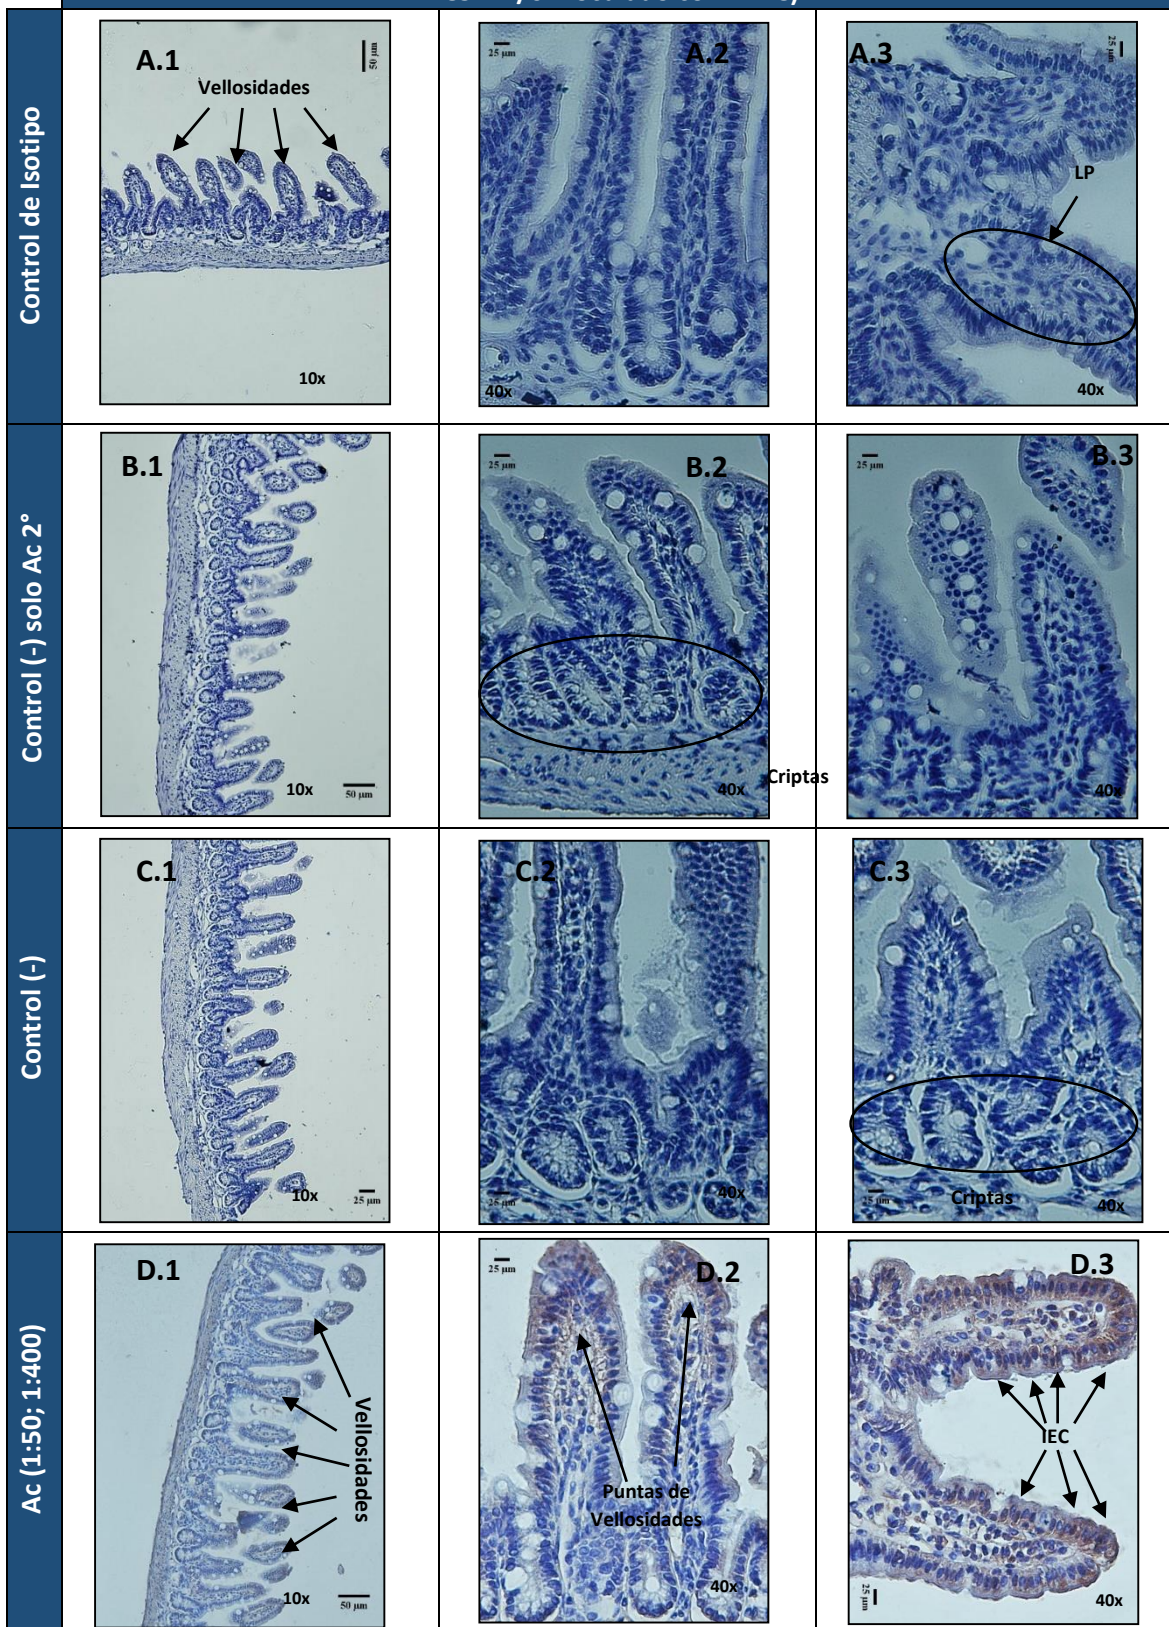 Control de Isotipo
A.1
50 µm
Vellosidades
10x
25 µm
A.2
40x
A.3
25 µm
LP
40x
Control (-) solo Ac 2°
B.1
10x
50 µm
25 µm
B.2
40x
Criptas
25 µm
B.3
40x
Control (-)
C.1
10x
25 µm
C.2
25 µm
40x
C.3
25 µm
Criptas
40x
Ac (1:50; 1:400)
D.1
Vellosidades
10x
50 µm
25 µm
D.2
Puntas de
Vellosidades
40x
D.3
IEC
25 µm
40x